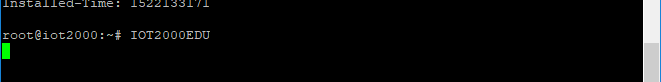 Installed-Time: 1522133171
root@iot2000:~# IOT2000EDU